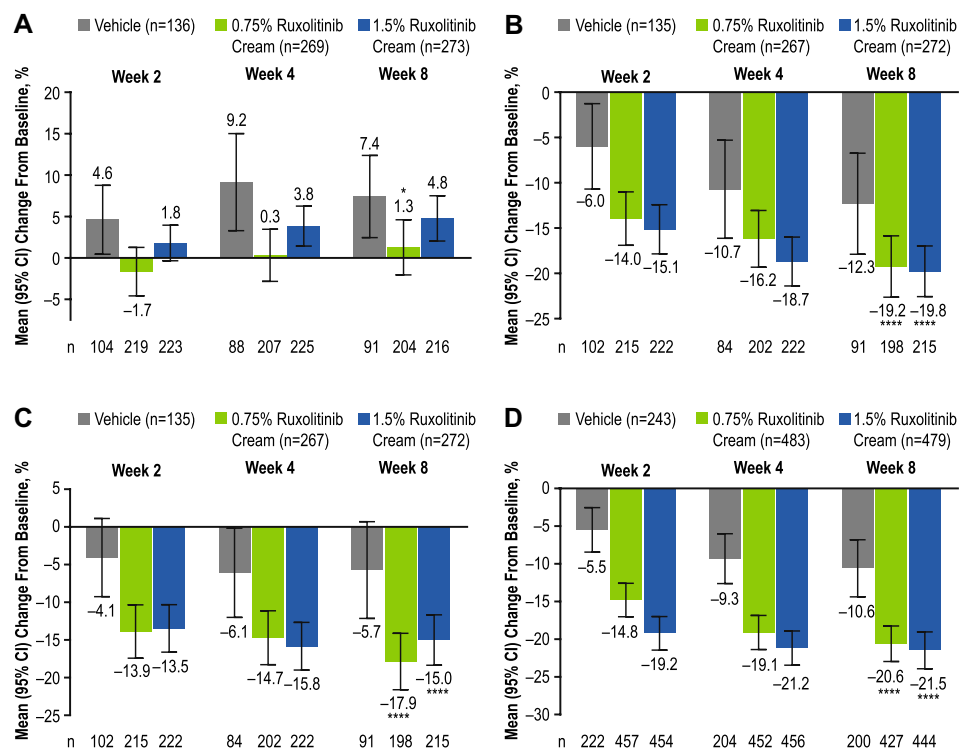 A
Vehicle (n=136)
0.75% Ruxolitinib
Cream (n=269)
1.5% Ruxolitinib
Cream (n=273)
Week 2
Week 4
Week 8
Mean (95% CI) Change From Baseline, %
20
15
10
5
0
−5
4.6
−1.7
1.8
9.2
0.3
3.8
7.4
*
1.3
4.8
n 104 219 223 88 207 225 91 204 216
B
Vehicle (n=135)
0.75% Ruxolitinib
Cream (n=267)
1.5% Ruxolitinib
Cream (n=272)
Week 2
Week 4
Week 8
Mean (95% CI) Change From Baseline, %
0
−5
−10
−15
−20
−25
−6.0
−14.0
−15.1
−10.7
−16.2
−18.7
−12.3
−19.2
****
−19.8
****
n 102 215 222 84 202 222 91 198 215
C
Vehicle (n=135)
0.75% Ruxolitinib
Cream (n=267)
1.5% Ruxolitinib
Cream (n=272)
Week 2
Week 4
Week 8
Mean (95% CI) Change From Baseline, %
5
0
−5
−10
−15
−20
−25
−4.1
−13.9
−13.5
−6.1
−14.7
−15.8
−5.7
−17.9
****
−15.0
****
n 102 215 222 84 202 222 91 198 215
D
Vehicle (n=243)
0.75% Ruxolitinib
Cream (n=483)
1.5% Ruxolitinib
Cream (n=479)
Week 2
Week 4
Week 8
Mean (95% CI) Change From Baseline, %
0
−5
−10
−15
−20
−25
−30
−5.5
−14.8
−19.2
−9.3
−19.1
−21.2
−10.6
−20.6
****
−21.5
****
n 222 457 454 204 452 456 200 427 444